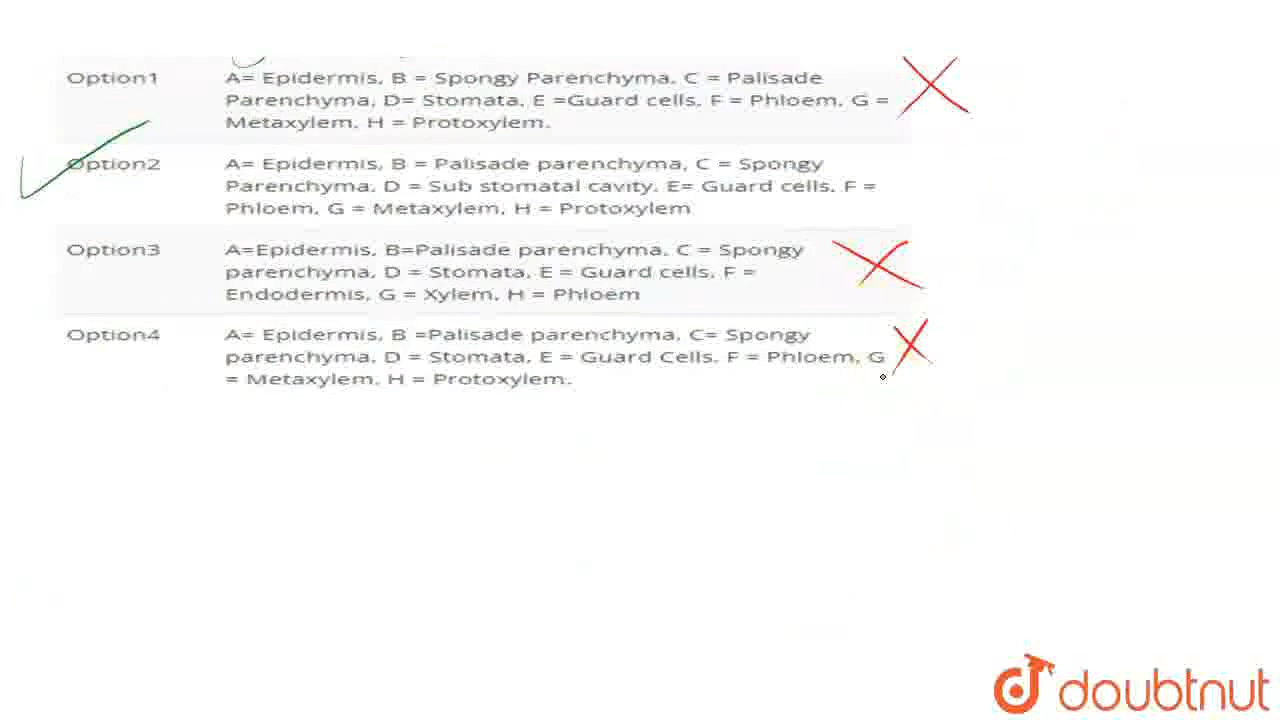 Option1
A= Epidermis, B = Spongy Parenchyma, C = Palisade
Parenchyma, D= Stomata, E =Guard cells, F = Phloem, G =
Metaxylem, H = Protoxylem.
Option2
A= Epidermis, B = Palisade parenchyma, C = Spongy
Parenchyma, D = Sub stomatal cavity, E= Guard cells, F =
Phloem, G = Metaxylem, H = Protoxylem
Option3
A=Epidermis, B=Palisade parenchyma, C = Spongy
parenchyma, D = Stomata, E = Guard cells, F =
Endodermis, G = Xylem, H = Phloem
Option4
A= Epidermis, B =Palisade parenchyma, C= Spongy
parenchyma, D = Stomata, E = Guard Cells, F = Phloem, G
= Metaxylem, H = Protoxylem.
doubtnut